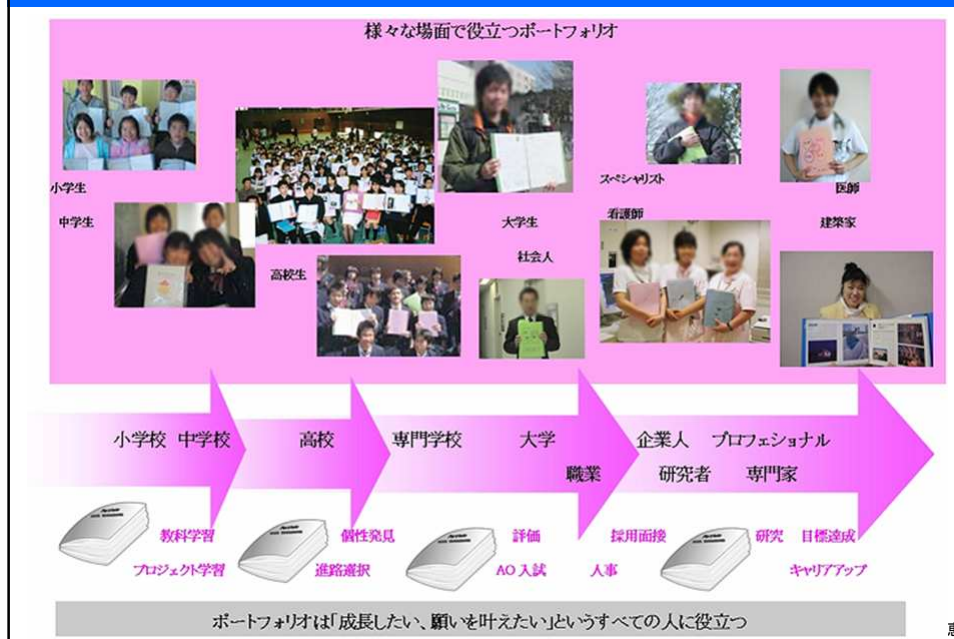 様々な場面で役立つポートフォリオ
小学生
中学生
高校生
大学生
社会人
スペシャリスト
看護師
医師
建築家
小学校 中学校
高校
専門学校
大学
職業
企業人 プロフェショナル
研究者 専門家
教科学習
プロジェクト学習
個性発見
進路選択
評価
AO入試
採用面接
人事
研究 目標達成
キャリアアップ
ポートフォリオは「成長したい、願いを叶えたい」というすべての人に役立つ